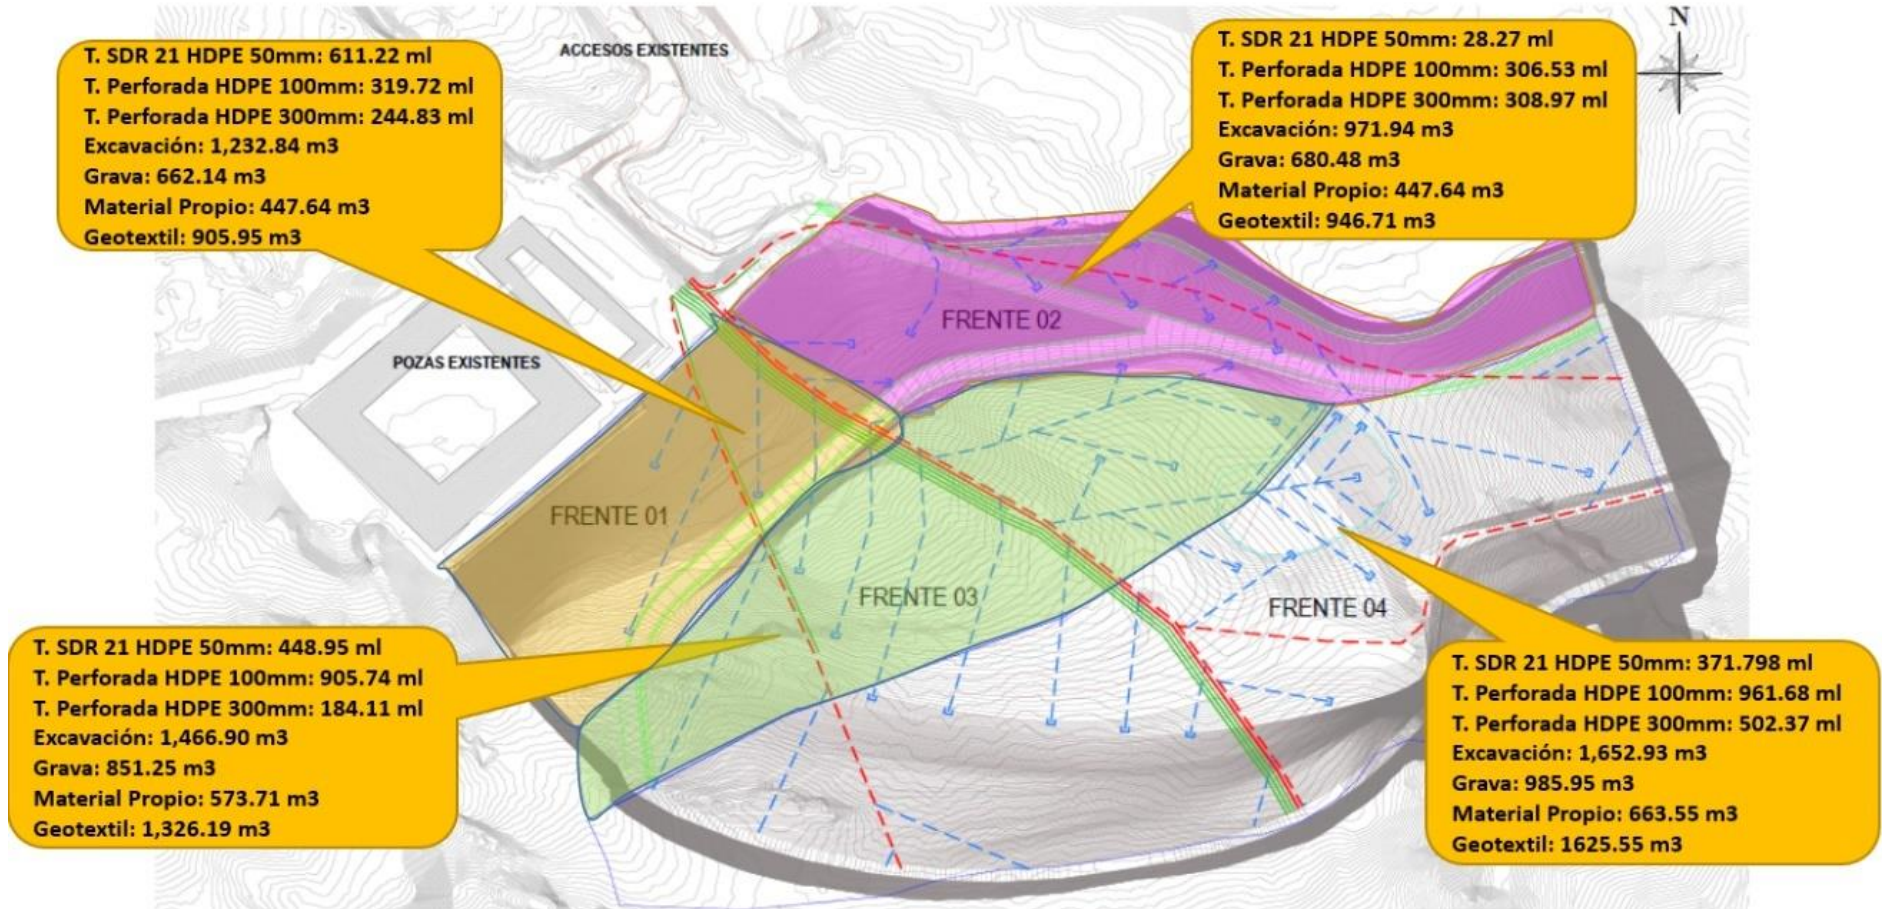 T. SDR 21 HDPE 50mm: 611.22 ml
T. Perforada HDPE 100mm: 319.72 ml
T. Perforada HDPE 300mm: 244.83 ml
Excavación: 1,232.84 m3
Grava: 662.14 m3
Material Propio: 447.64 m3
Geotextil: 905.95 m3
ACCESOS EXISTENTES
T. SDR 21 HDPE 50mm: 28.27 ml
T. Perforada HDPE 100mm: 306.53 ml
T. Perforada HDPE 300mm: 308.97 ml
Excavación: 971.94 m3
Grava: 680.48 m3
Material Propio: 447.64 m3
Geotextil: 946.71 m3
N
FRENTE 02
POZAS EXISTENTES
FRENTE 01
FRENTE 03
FRENTE 04
T. SDR 21 HDPE 50mm: 448.95 ml
T. Perforada HDPE 100mm: 905.74 ml
T. Perforada HDPE 300mm: 184.11 ml
Excavación: 1,466.90 m3
Grava: 851.25 m3
Material Propio: 573.71 m3
Geotextil: 1,326.19 m3
T. SDR 21 HDPE 50mm: 371.798 ml
T. Perforada HDPE 100mm: 961.68 ml
T. Perforada HDPE 300mm: 502.37 ml
Excavación: 1,652.93 m3
Grava: 985.95 m3
Material Propio: 663.55 m3
Geotextil: 1625.55 m3